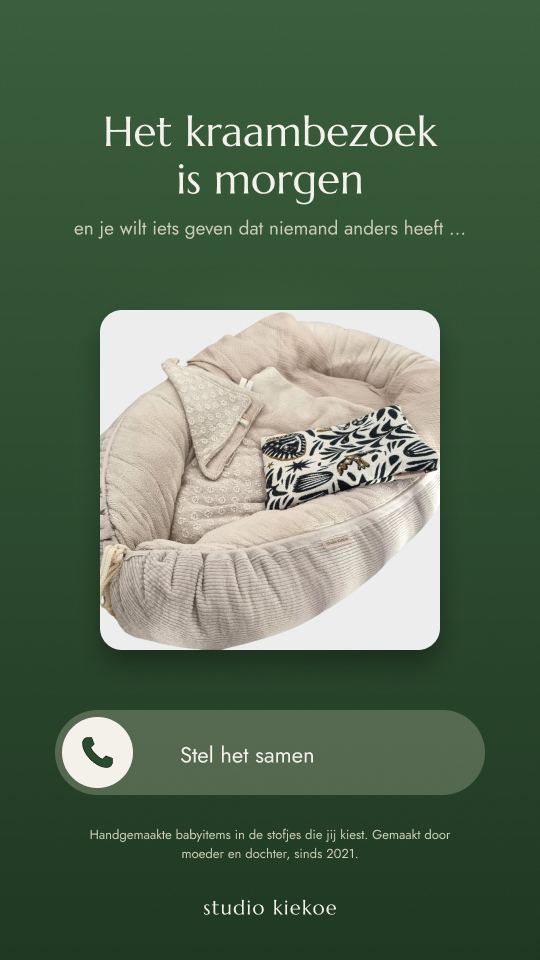 Het kraambezoek
is morgen
en je wilt iets geven dat niemand anders heeft ...
Stel het samen
Handgemaakte babyitems in de stofjes die jij kiest. Gemaakt door
moeder en dochter, sinds 2021.
studio kiekoe